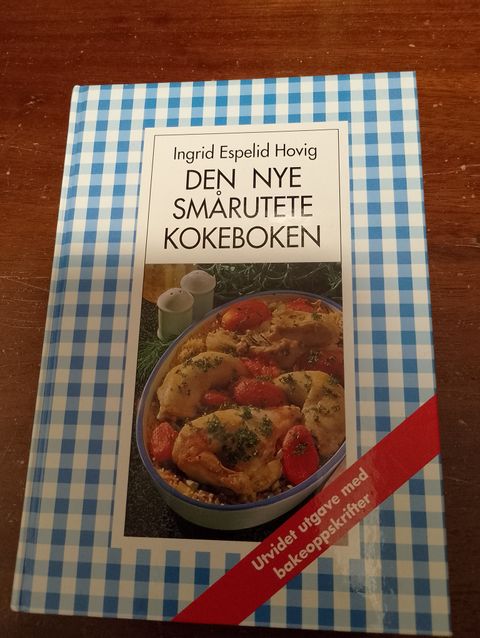 Ingrid Espelid Hovig
DEN NYE
SMÅRUTETE
KOKEBOKEN
Utvidet utgave med
bakeoppskrifter